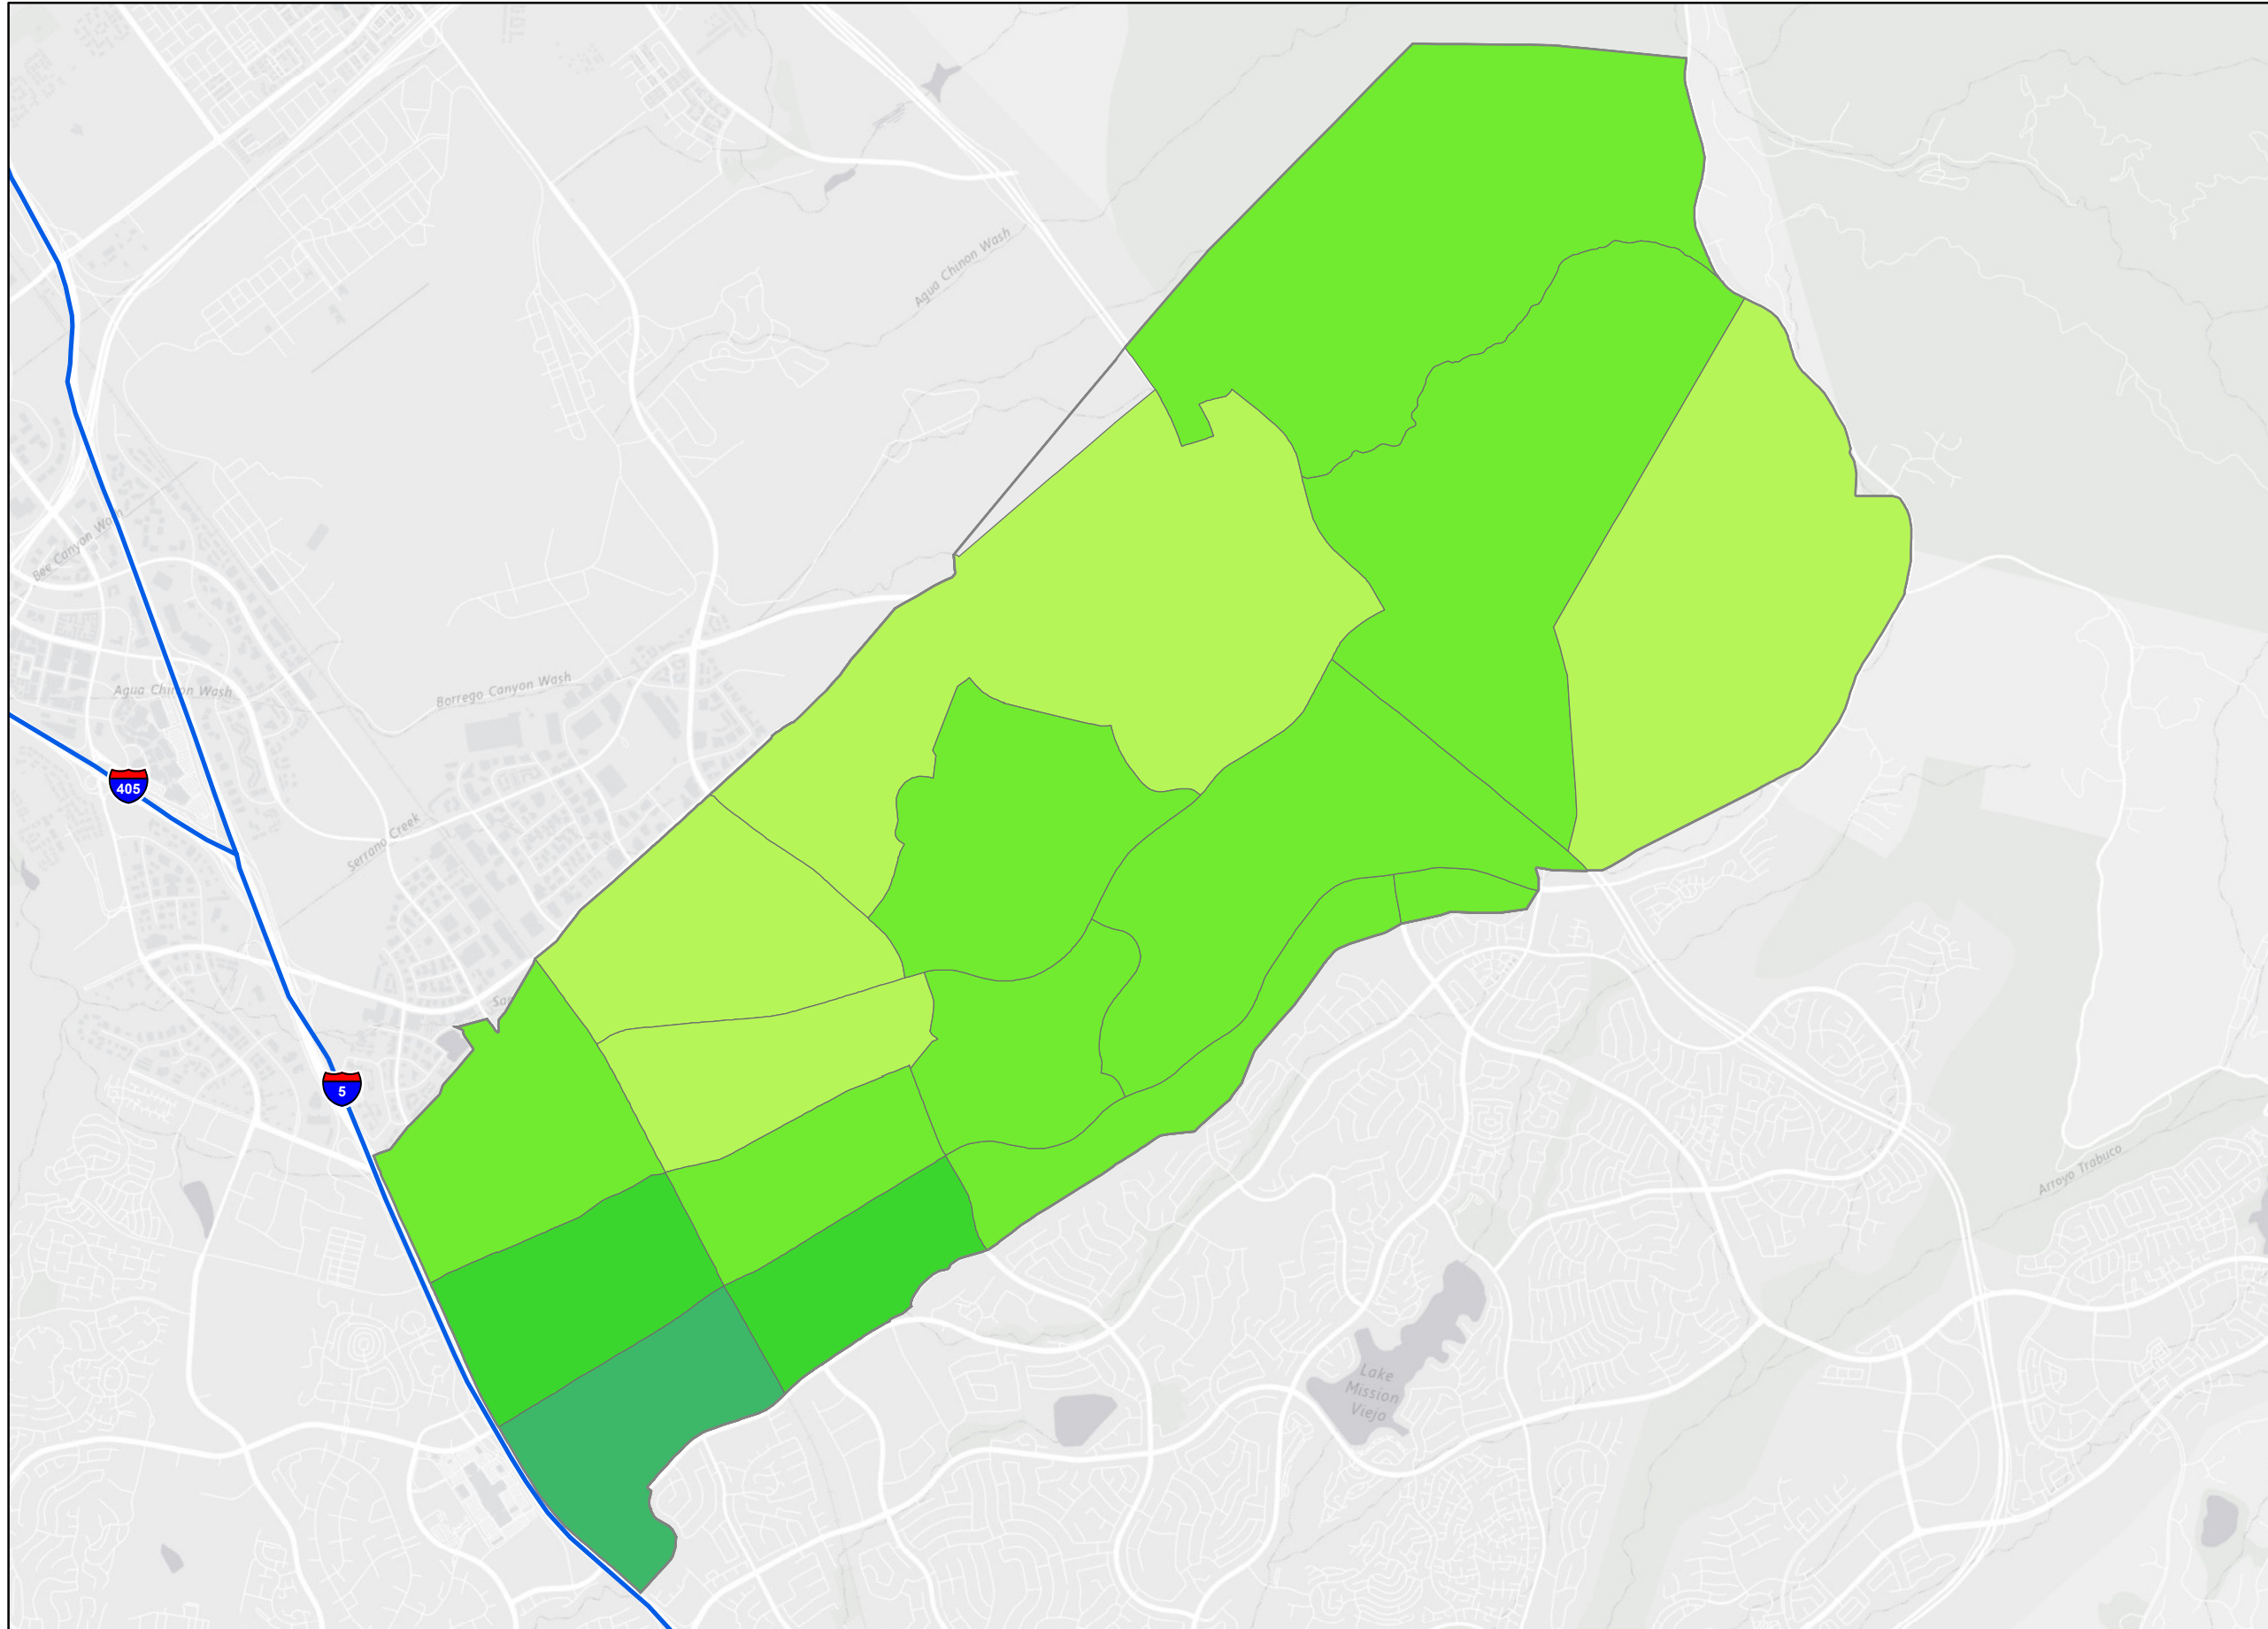 Agua Chinon Wash
Bee Canyon Wash
Agua Chinon Wash
Borrego Canyon Wash
405
Serrano Creek
5
Arroyo Trabuco
Lake
Mission
Viejo